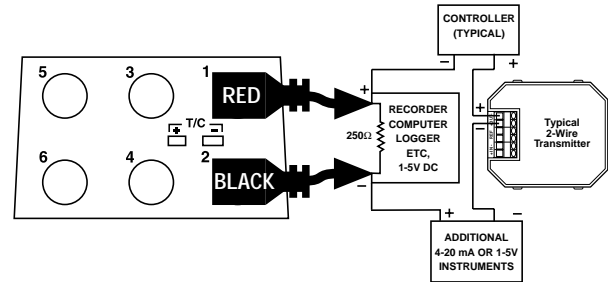 CONTROLLER
(TYPICAL)
− +
5 3 1
RED
T/C
+ -
6 4 2
BLACK
+
250Ω
RECORDER
COMPUTER
LOGGER
ETC,
1-5V DC
−
+
−
Typical
2-Wire
Transmitter
+ −
ADDITIONAL
4-20 mA OR 1-5V
INSTRUMENTS